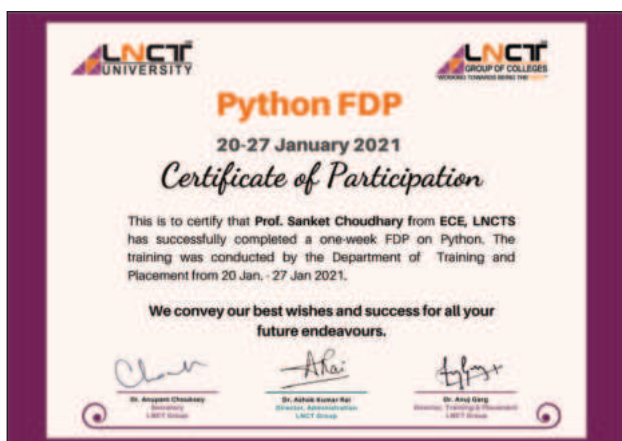 LNCT
UNIVERSITY
LNCT
GROUP OF COLLEGES
WORKING TOWARDS BEING THE
Python FDP
20-27 January 2021
Certificate of Participation
This is to certify that Prof. Sanket Choudhary from ECE, LNCTS
has successfully completed a one-week FDP on Python. The
training was conducted by the Department of Training and
Placement from 20 Jan. - 27 Jan 2021.
We convey our best wishes and success for all your
future endeavours.
Dr. Anupam Chouksey
Secretary
LNCT Group
Dr. Ashok Kumar Rai
Director, Administration
LNCT Group
Dr. Anuj Garg
Director, Training & Placement
LNCT Group